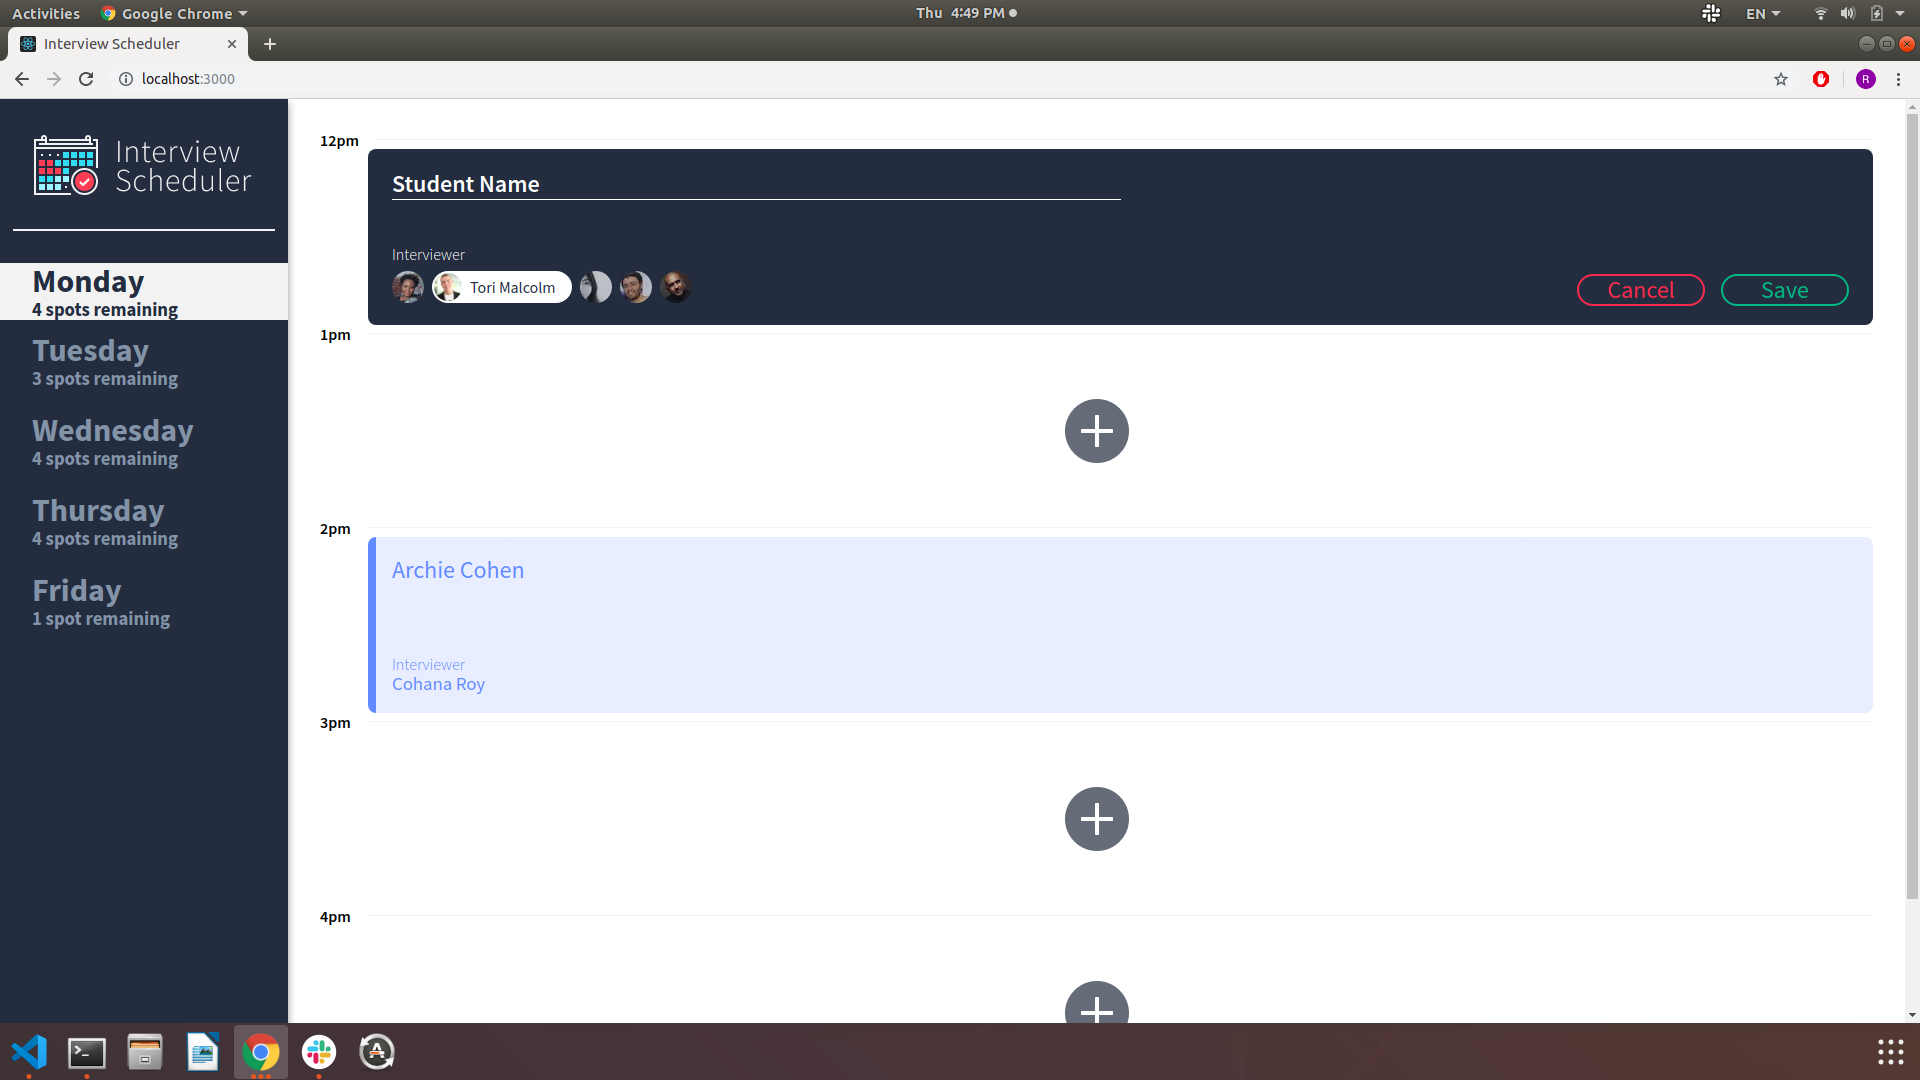 Activities
Google Chrome
Thu 4:49 PM
EN
Interview Scheduler
localhost:3000
R
Interview
Scheduler
Monday
4 spots remaining
Tuesday
3 spots remaining
Wednesday
4 spots remaining
Thursday
4 spots remaining
Friday
1 spot remaining
12pm
Student Name
Interviewer
Tori Malcolm
Cancel
Save
1pm
2pm
Archie Cohen
Interviewer
Cohana Roy
3pm
4pm